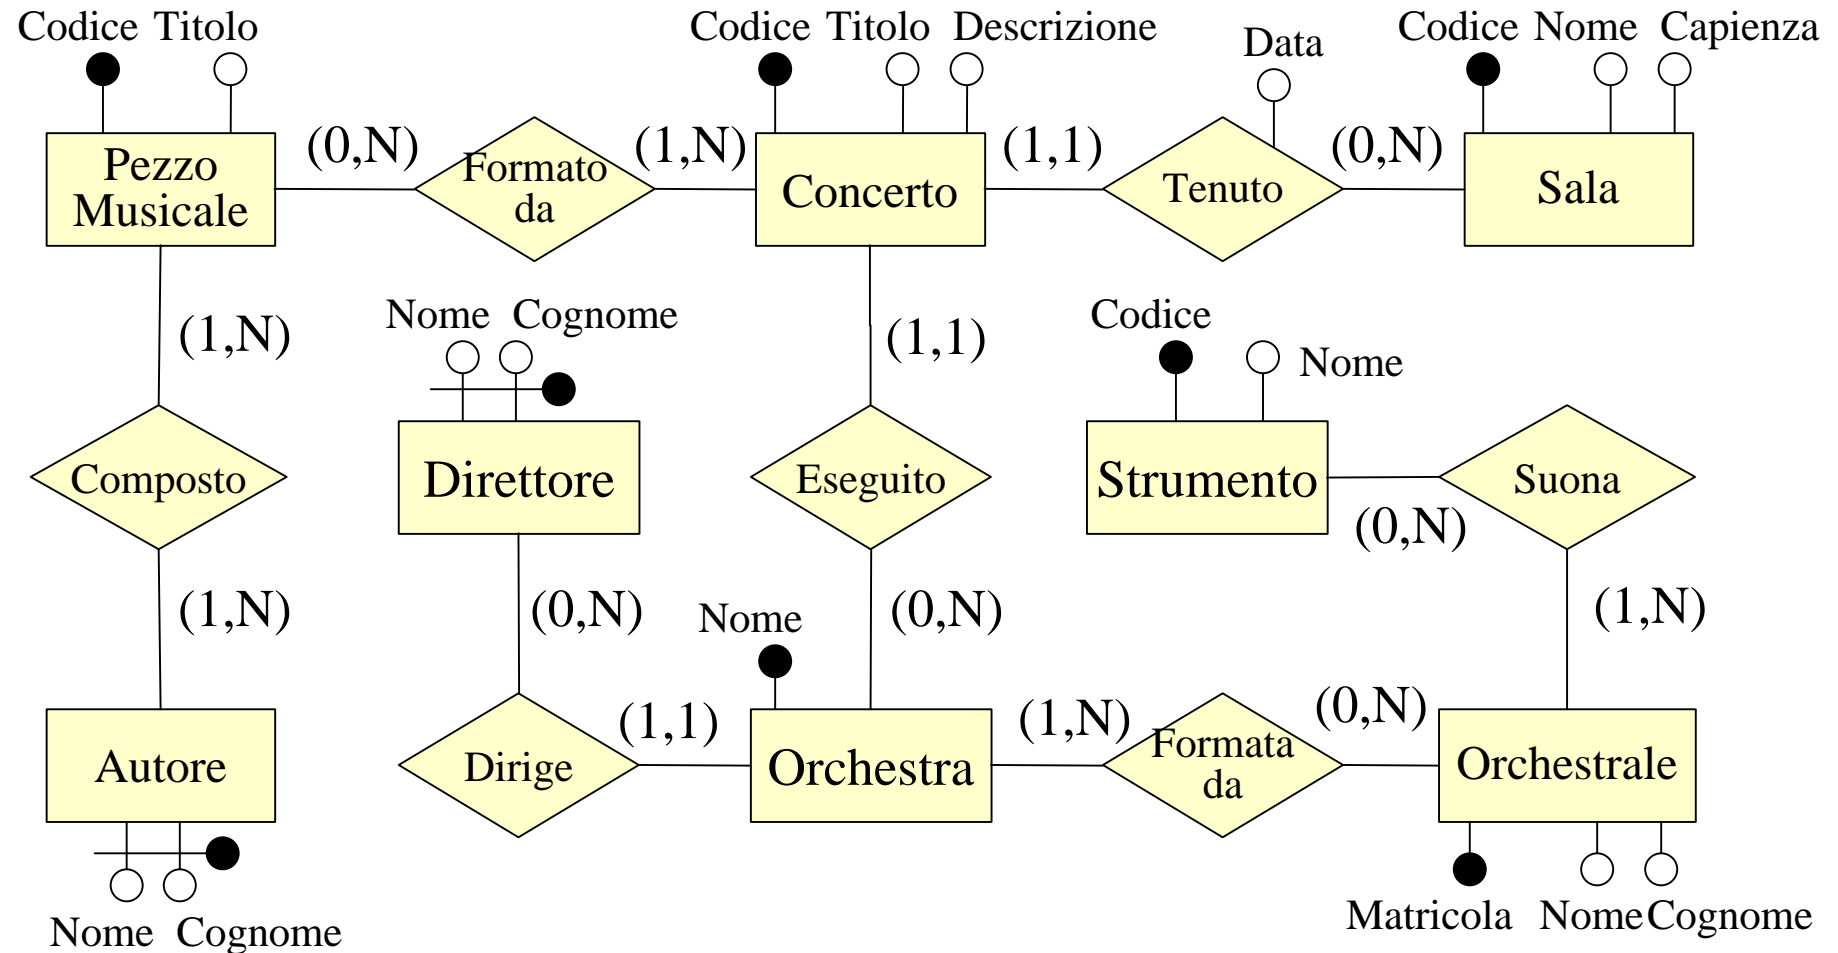 Codice Titolo
Codice Titolo Descrizione
Data
Codice Nome Capienza
Pezzo
Musicale
(0,N)
Formato
da
(1,N)
Concerto
(1,1)
Tenuto
(0,N)
Sala
(1,N)
Nome Cognome
(1,1)
Codice
Nome
Composto
Direttore
Eseguito
Strumento
Suona
(0,N)
(1,N)
(0,N)
Nome
(0,N)
(1,N)
Autore
Dirige
(1,1)
Orchestra
(1,N)
Formata
da
(0,N)
Orchestrale
Nome Cognome
Matricola NomeCognome